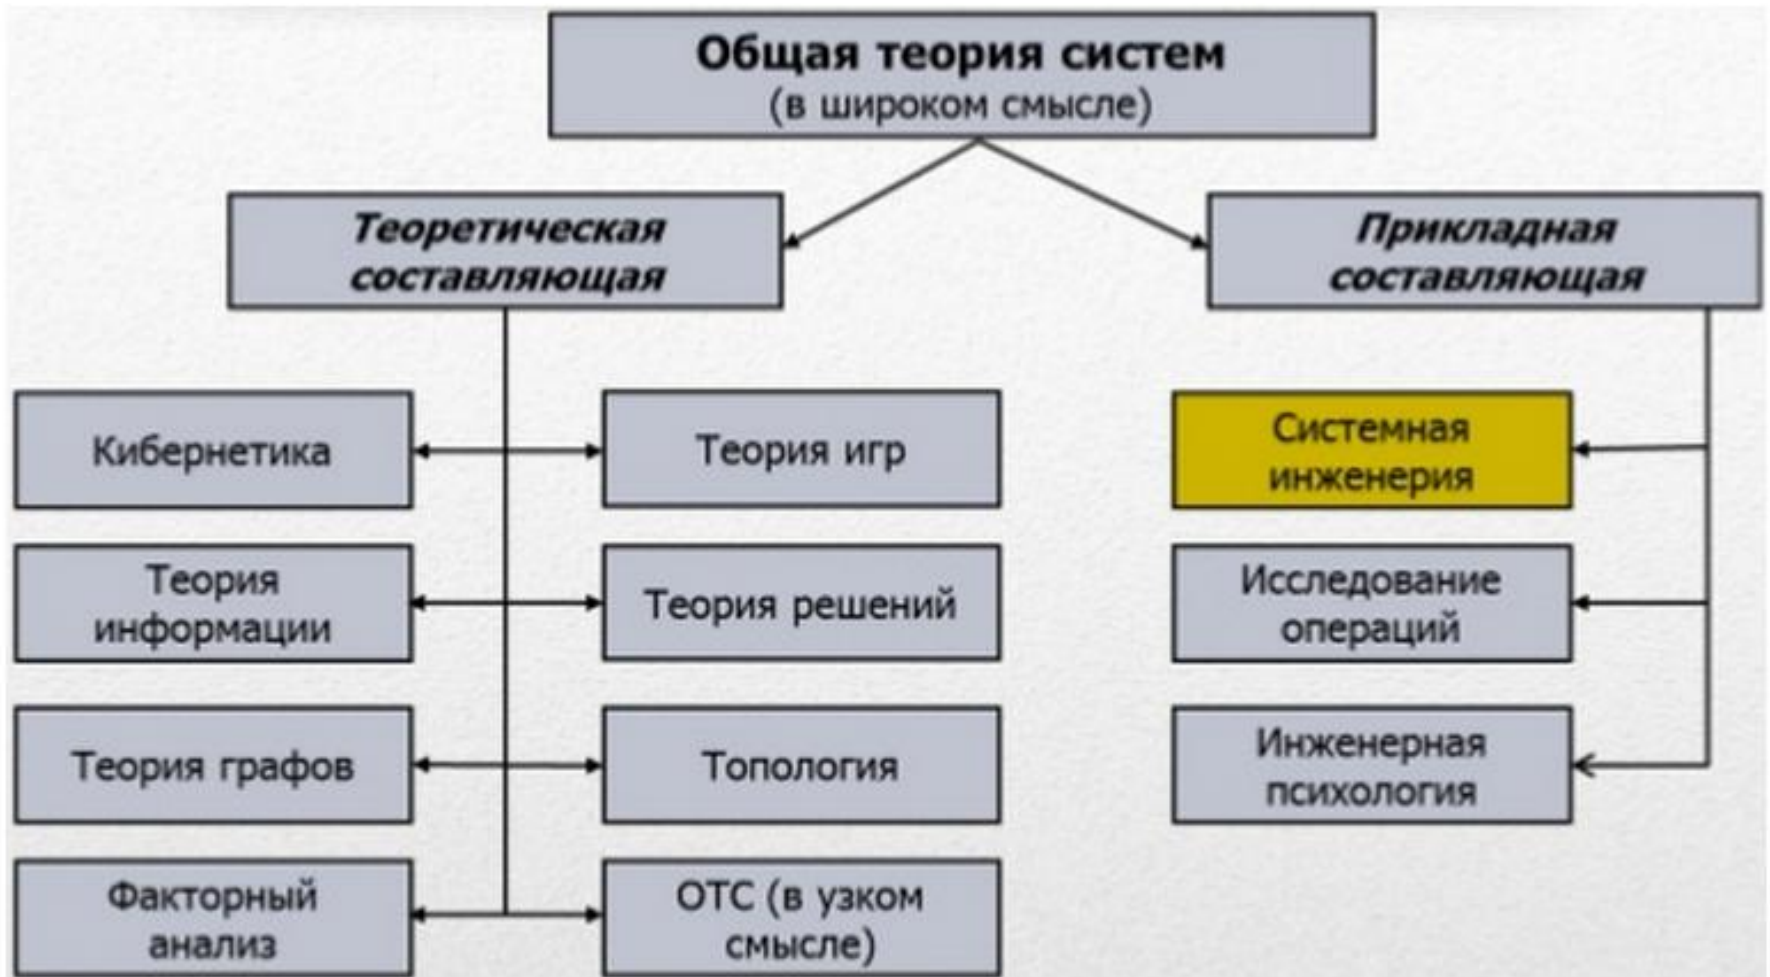 Общая теория систем
(в широком смысле)
Теоретическая
составляющая
Прикладная
составляющая
Кибернетика
Теория игр
Системная
инженерия
Теория
информации
Теория решений
Исследование
операций
Теория графов
Топология
Инженерная
психология
Факторный
анализ
ОТС (в узком
смысле)